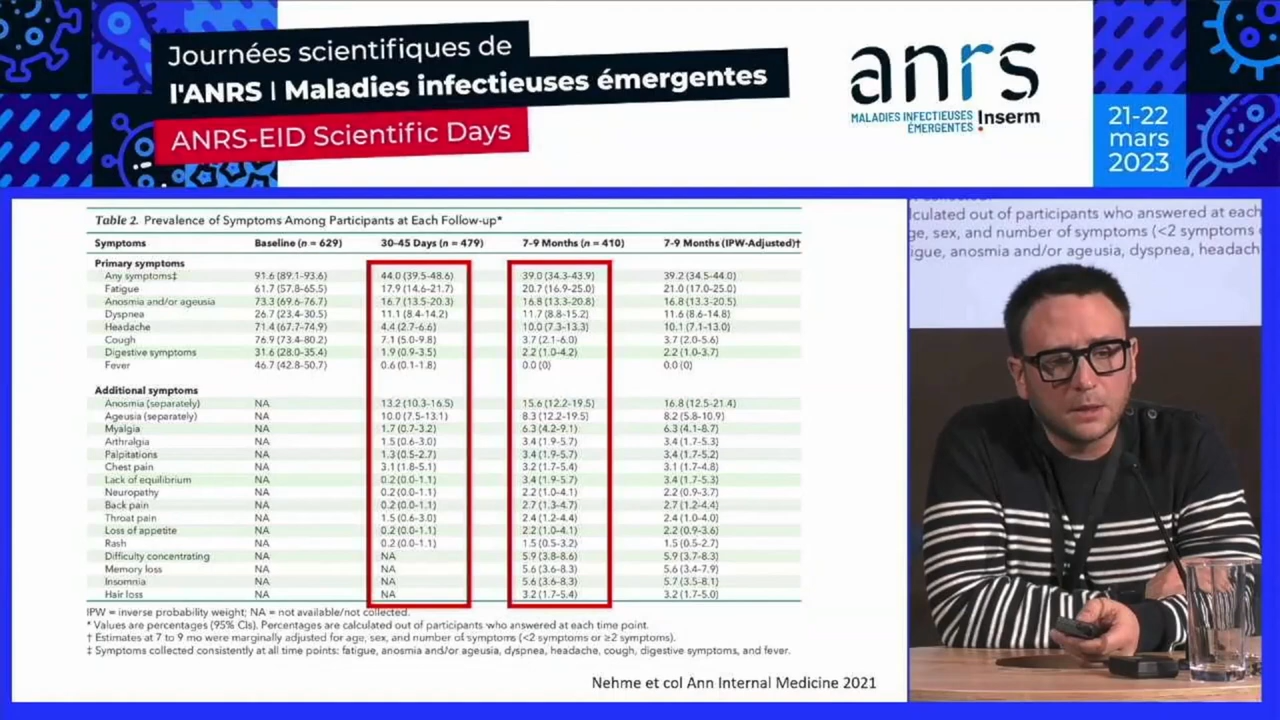 Journées scientifiques de
l'ANRS | Maladies infectieuses émergentes
ANRS-EID Scientific Days
anrs
MALADIES INFECTIEUSES
ÉMERGENTES
Inserm
21-22
mars
2023
Table 2. Prevalence of Symptoms Among Participants at Each Follow-up*
Symptoms Baseline (n = 629) 30-45 Days (n = 479) 7-9 Months (n = 410) 7-9 Months (IPW-Adjusted)†
Primary symptoms
Any symptoms‡ 91.6 (89.1-93.6) 44.0 (39.5-48.6) 39.0 (34.3-43.9) 39.2 (34.5-44.0)
Fatigue 61.7 (57.8-65,5) 17.9 (14.6-21.7) 20.7 (16.9-25.0) 21.0 (17.0-25.0)
Anosmia and/or ageusia 73.3 (69.6-76.7) 16.7 (13.5-20.3) 16.8 (13.3-20.8) 16.8 (13.3-20.5)
Dyspnea 26.7 (23.4-30.5) 11.1 (8.4-14.2) 11.7 (8.8-15.2) 11.6 (8.6-14.8)
Headache 71.4 (67.7-74.9) 4.4 (2.7-6.6) 10.0 (7.3-13.3) 10.1 (7.1-13.0)
Cough 76.9 (73.4-80.2) 7.1 (5.0-9.8) 3.7 (2.1-6.0) 3.7 (2.0-5.6)
Digestive symptoms 31.6 (28.0-35.4) 1.9 (0.9-3.5) 2.2 (1.0-4.2) 2.2 (1.0-3.7)
Fever 46.7 (42.8-50.7) 0.6 (0.1-1.8) 0.0 (0) 0.0 (0)
Additional symptoms
Anosmia (separately) NA 13.2 (10.3-16.5) 15.6 (12.2-19.5) 16.8 (12.5-21.4)
Ageusia (separately) NA 10.0 (7.5-13.1) 8.3 (12.2-19.5) 8.2 (5.8-10.9)
Myalgia NA 1.7 (0.7-3.2) 6.3 (4.2-9.1) 6.3 (4.1-8.7)
Arthralgia NA 1.5 (0.6-3.0) 3.4 (1.9-5.7) 3.4 (1.7-5.3)
Palpitations NA 1.3 (0.5-2.7) 3.4 (1.9-5.7) 3.4 (1.7-5.2)
Chest pain NA 3.1 (1.8-5.1) 3.2 (1.7-5.4) 3.1 (1.7-4.8)
Lack of equilibrium NA 0.2 (0.0-1.1) 3.4 (1.9-5.7) 3.4 (1.7-5.3)
Neuropathy NA 0.2 (0.0-1.1) 2.2 (1.0-4.1) 2.2 (0.9-3.7)
Back pain NA 0.2 (0.0-1.1) 2.7 (1.3-4.7) 2.7 (1.2-4.4)
Throat pain NA 1.5 (0.6-3.0) 2.4 (1.2-4.4) 2.4 (1.0-4.0)
Loss of appetite NA 0.2 (0.0-1.1) 2.2 (1.0-4.1) 2.2 (0.9-3.6)
Rash NA 0.2 (0.0-1.1) 1.5 (0.5-3.2) 1.5 (0.5-2.7)
Difficulty concentrating NA NA 5.9 (3.8-8.6) 5.9 (3.7-8.3)
Memory loss NA NA 5.6 (3.6-8.3) 5.6 (3.4-7.9)
Insomnia NA NA 5.6 (3.6-8.3) 5.7 (3.5-8.1)
Hair loss NA NA 3.2 (1.7-5.4) 3.2 (1.7-5.0)
IPW = inverse probability weight; NA = not available/not collected.
* Values are percentages (95% CIs). Percentages are calculated out of participants who answered at each time point.
† Estimates at 7 to 9 mo were marginally adjusted for age, sex, and number of symptoms (<2 symptoms or ≥2 symptoms).
‡ Symptoms collected consistently at all time points: fatigue, anosmia and/or ageusia, dyspnea, headache, cough, digestive symptoms, and fever.
Nehme et col Ann Internal Medicine 2021
lculated out of participants who answered at each
ge, sex, and number of symptoms (<2 symptoms
igue, anosmia and/or ageusia, dyspnea, headach